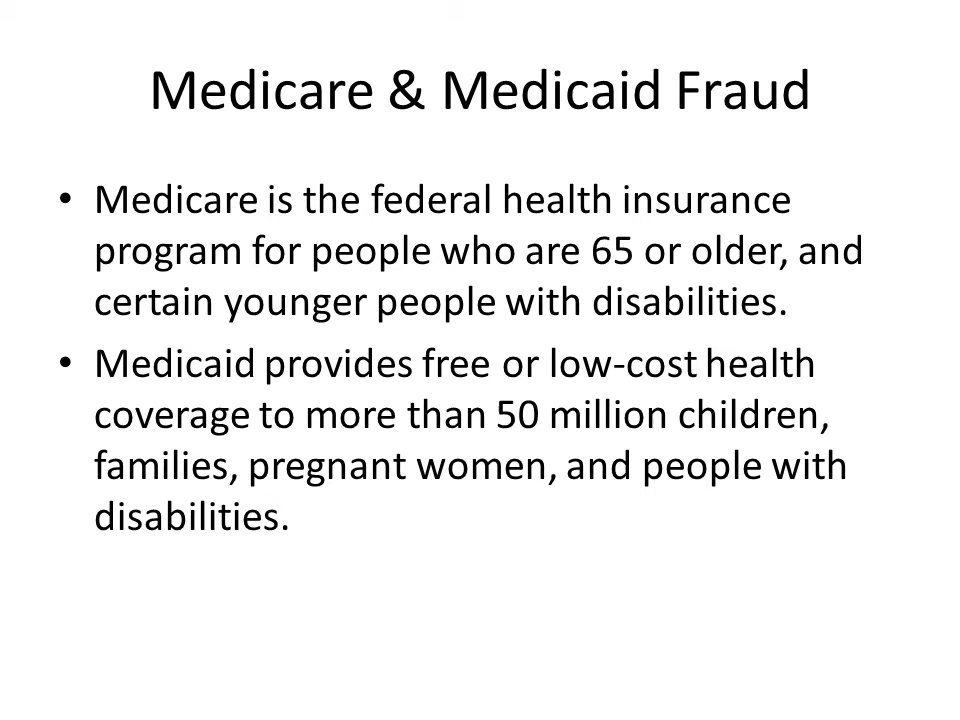 Medicare & Medicaid Fraud
• Medicare is the federal health insurance
program for people who are 65 or older, and
certain younger people with disabilities.
• Medicaid provides free or low-cost health
coverage to more than 50 million children,
families, pregnant women, and people with
disabilities.